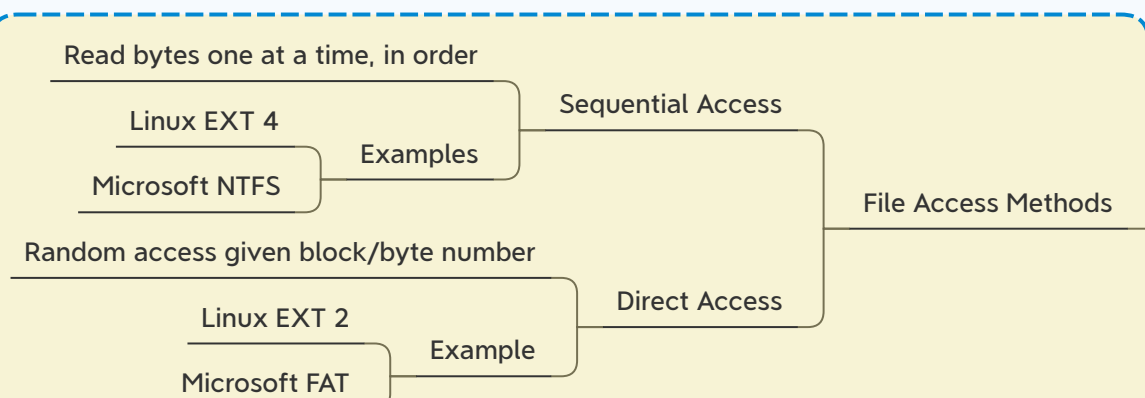 Read bytes one at a time, in order
Sequential Access
Linux EXT 4
Examples
Microsoft NTFS
File Access Methods
Random access given block/byte number
Direct Access
Linux EXT 2
Example
Microsoft FAT